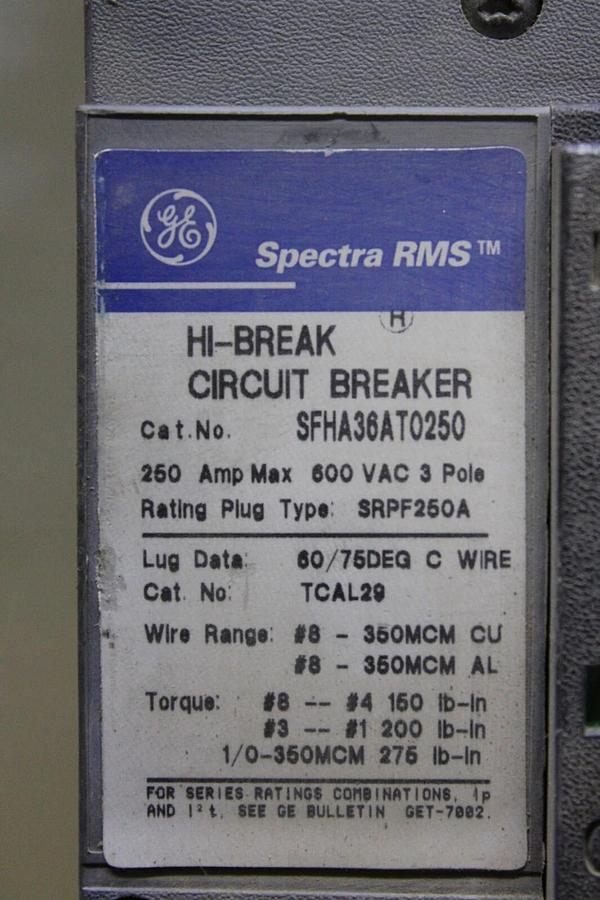 GE
Spectra RMS™
H
HI-BREAK
CIRCUIT BREAKER
Cat.No. SFHA36AT0250
250 Amp Max 600 VAC 3 Pole
Rating Plug Type: SRPF250A
Lug Data: 60/75DEG C WIRE
Cat. No: TCAL29
Wire Range: #8 - 350MCM CU
#8 - 350MCM AL
Torque: #8 -- #4 150 lb-in
#3 -- #1 200 lb-in
1/0-350MCM 275 lb-in
FOR SERIES RATINGS COMBINATIONS, Ip
AND I²t, SEE GE BULLETIN GET-7002.